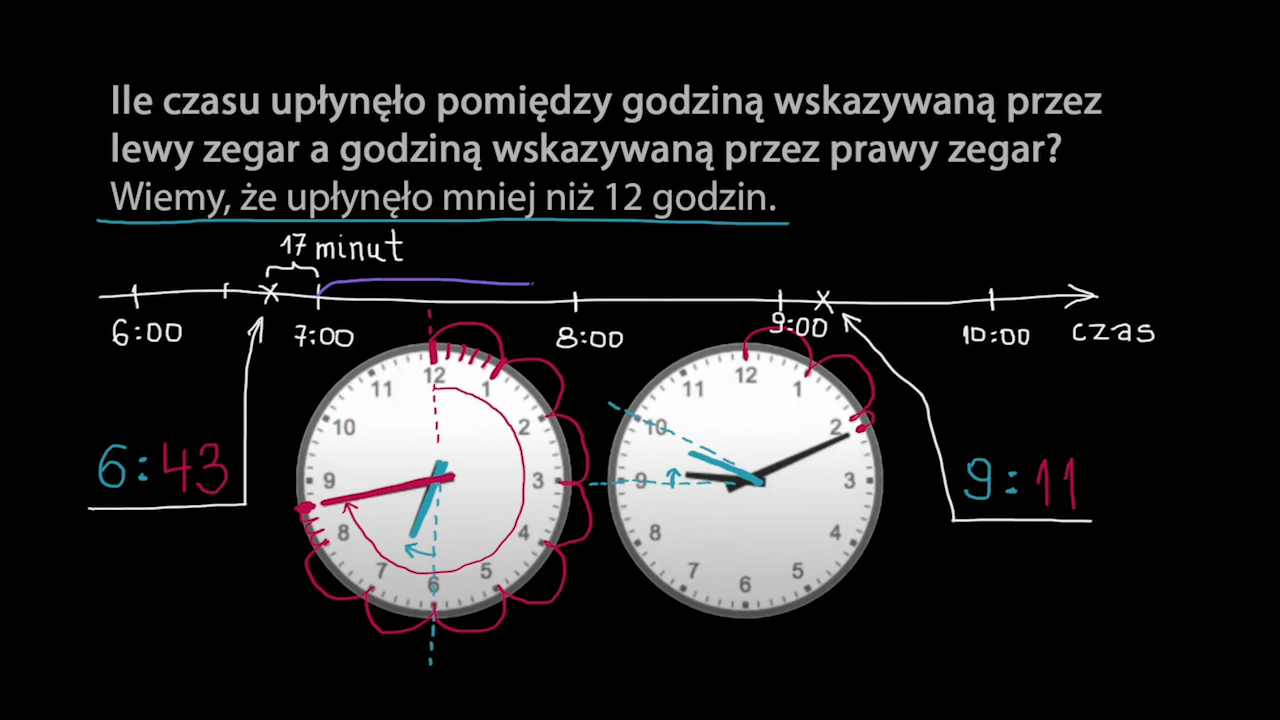 Ile czasu upłynęło pomiędzy godziną wskazywaną przez
lewy zegar a godziną wskazywaną przez prawy zegar?
Wiemy, że upłynęło mniej niż 12 godzin.
17 minut
6:00 7:00 8:00 9:00 10:00 czas
12 1 2 3 4 5 6 7 8 9 10 11
12 1 2 3 4 5 6 7 8 9 10 11
6:43
9:11